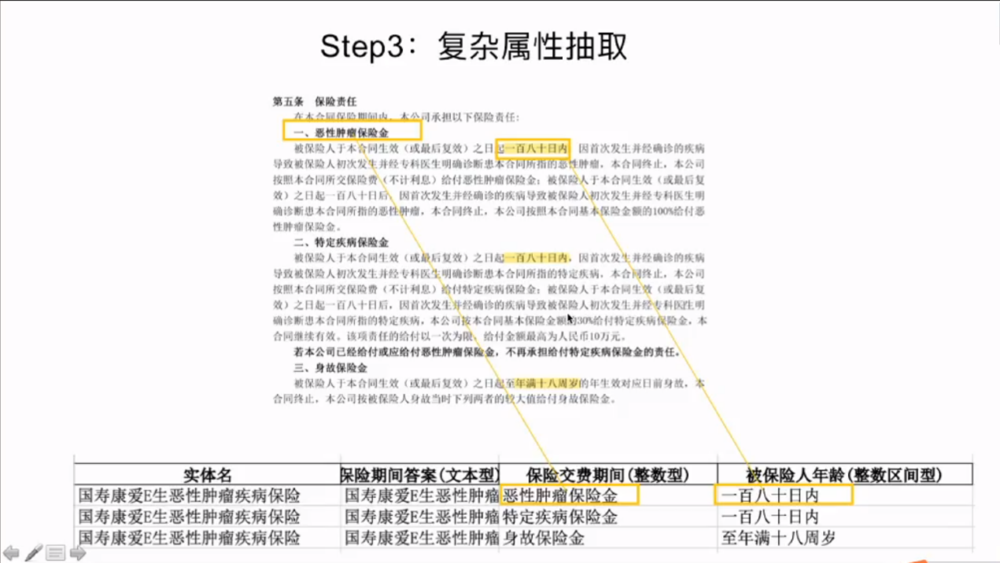 Step3：复杂属性抽取
第五条 保险责任
在本合同保险期间内，本公司承担以下保险责任：
一、恶性肿瘤保险金
被保险人于本合同生效（或最后复效）之日起一百八十日内，因首次发生并经确诊的疾病
导致被保险人初次发生并经专科医生明确诊断患本合同所指的恶性肿瘤，本合同终止，本公司
按照本合同所交保险费（不计利息）给付恶性肿瘤保险金；被保险人于本合同生效（或最后复
效）之日起一百八十日后，因首次发生并经确诊的疾病导致被保险人初次发生并经专科医生明
确诊断患本合同所指的恶性肿瘤，本合同终止，本公司按照本合同基本保险金额的100%给付恶
性肿瘤保险金。
二、特定疾病保险金
被保险人于本合同生效（或最后复效）之日起一百八十日内，因首次发生并经确诊的疾病
导致被保险人初次发生并经专科医生明确诊断患本合同所指的特定疾病，本合同终止，本公司
按照本合同所交保险费（不计利息）给付特定疾病保险金；被保险人于本合同生效（或最后复
效）之日起一百八十日后，因首次发生并经确诊的疾病导致被保险人初次发生并经专科医生明
确诊断患本合同所指的特定疾病，本公司按本合同基本保险金额的30%给付特定疾病保险金，本
合同继续有效。该项责任的给付以一次为限，给付金额最高为人民币10万元。
若本公司已经给付或应给付恶性肿瘤保险金，不再承担给付特定疾病保险金的责任。
三、身故保险金
被保险人于本合同生效（或最后复效）之日起至年满十八周岁的年生效对应日前身故，本
合同终止，本公司按被保险人身故当时下列两者的较大值给付身故保险金。
实体名 保险期间答案(文本型) 保险交费期间(整数型) 被保险人年龄(整数区间型)
国寿康爱E生恶性肿瘤疾病保险 国寿康爱E生恶性肿瘤 恶性肿瘤保险金 一百八十日内
国寿康爱E生恶性肿瘤疾病保险 国寿康爱E生恶性肿瘤 特定疾病保险金 一百八十日内
国寿康爱E生恶性肿瘤疾病保险 国寿康爱E生恶性肿瘤 身故保险金 至年满十八周岁